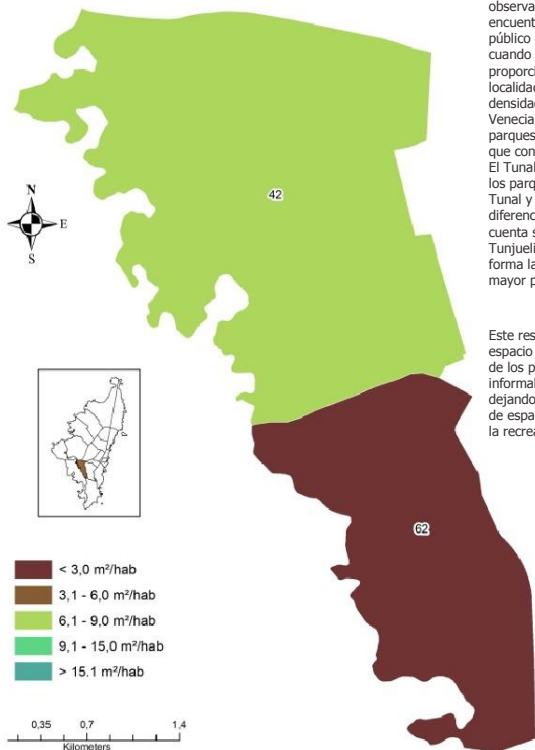 observa
encuent
público
cuando
proporci
localidad
densidad
Venecia
parques
que con
El Tunal
los parq
Tunal y
diferenc
cuenta s
Tunjueli
forma la
mayor p
Este res
espacio
de los p
informal
dejando
de espa
la recrea
42
N
E
S
62
< 3,0 m²/hab
3,1 - 6,0 m²/hab
6,1 - 9,0 m²/hab
9,1 - 15,0 m²/hab
> 15.1 m²/hab
0,35 0,7 1,4
Kilometers